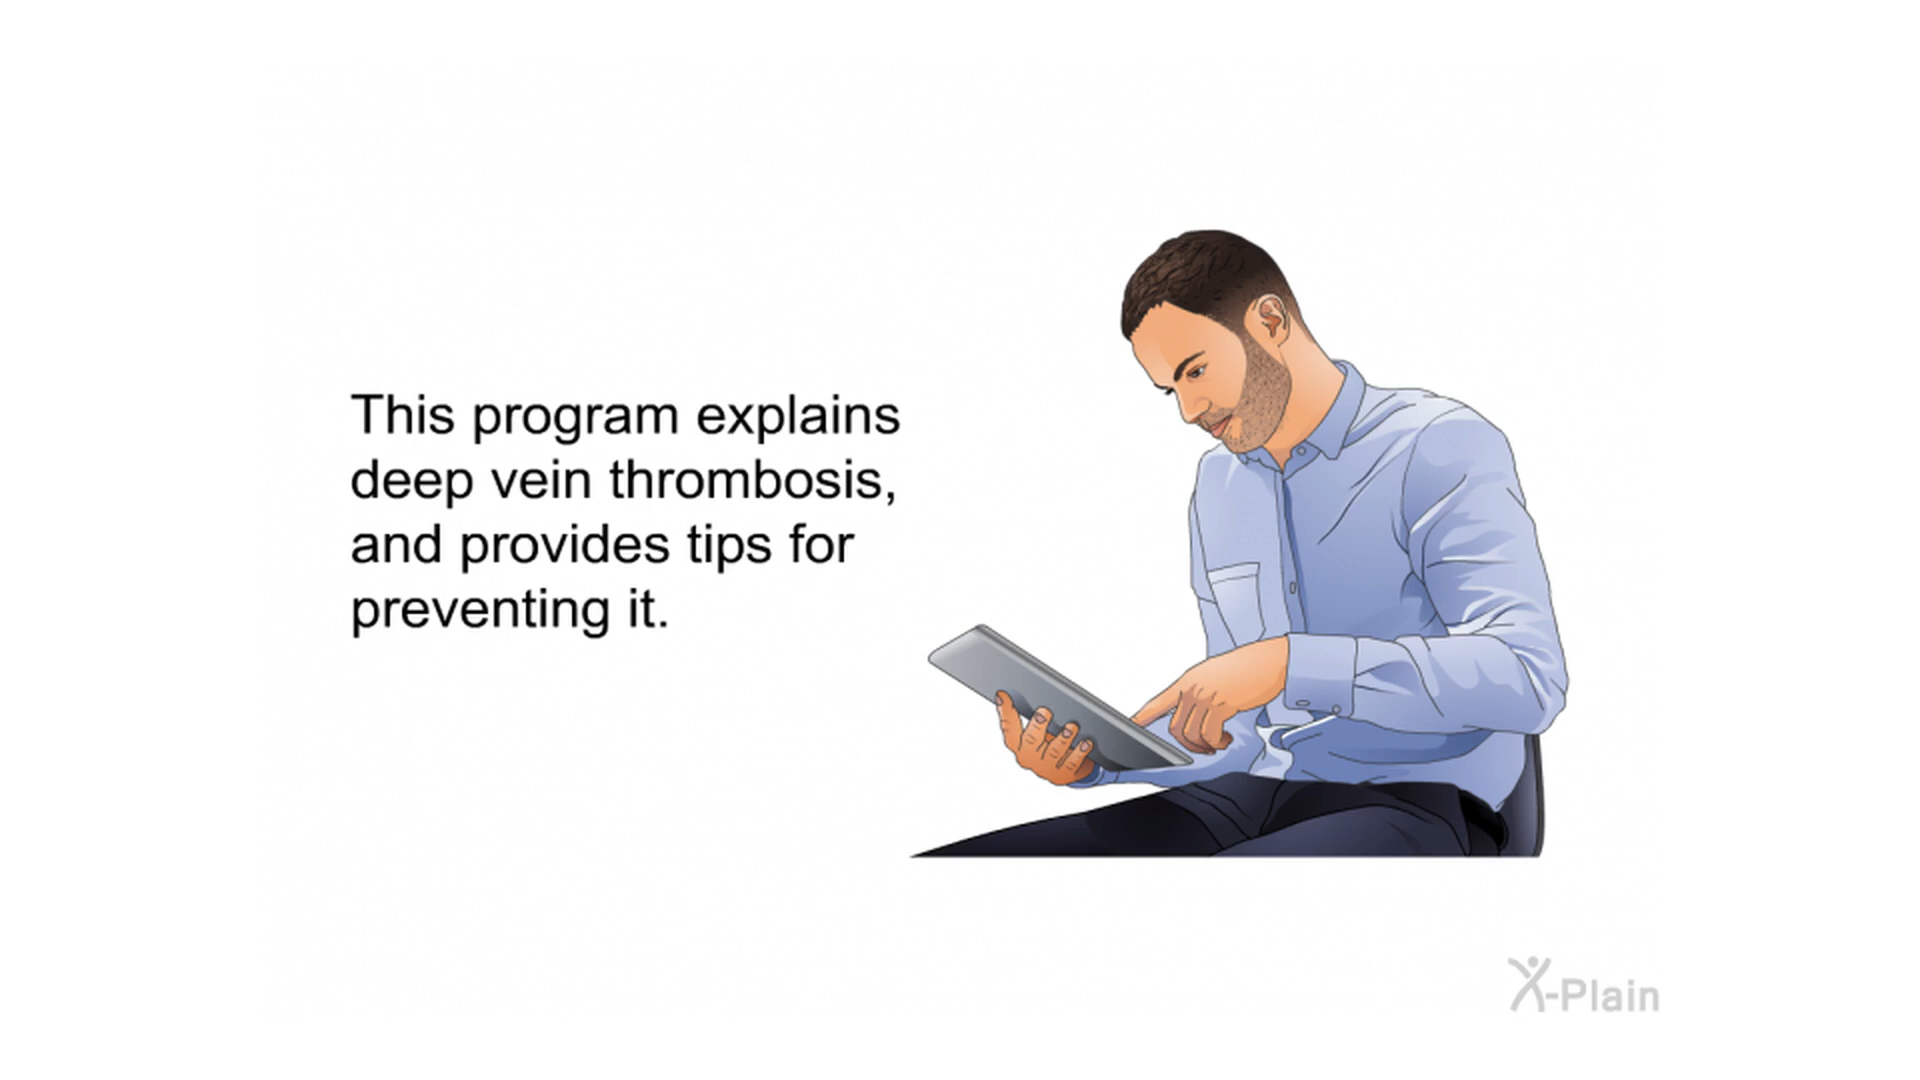 This program explains
deep vein thrombosis,
and provides tips for
preventing it.
X-Plain